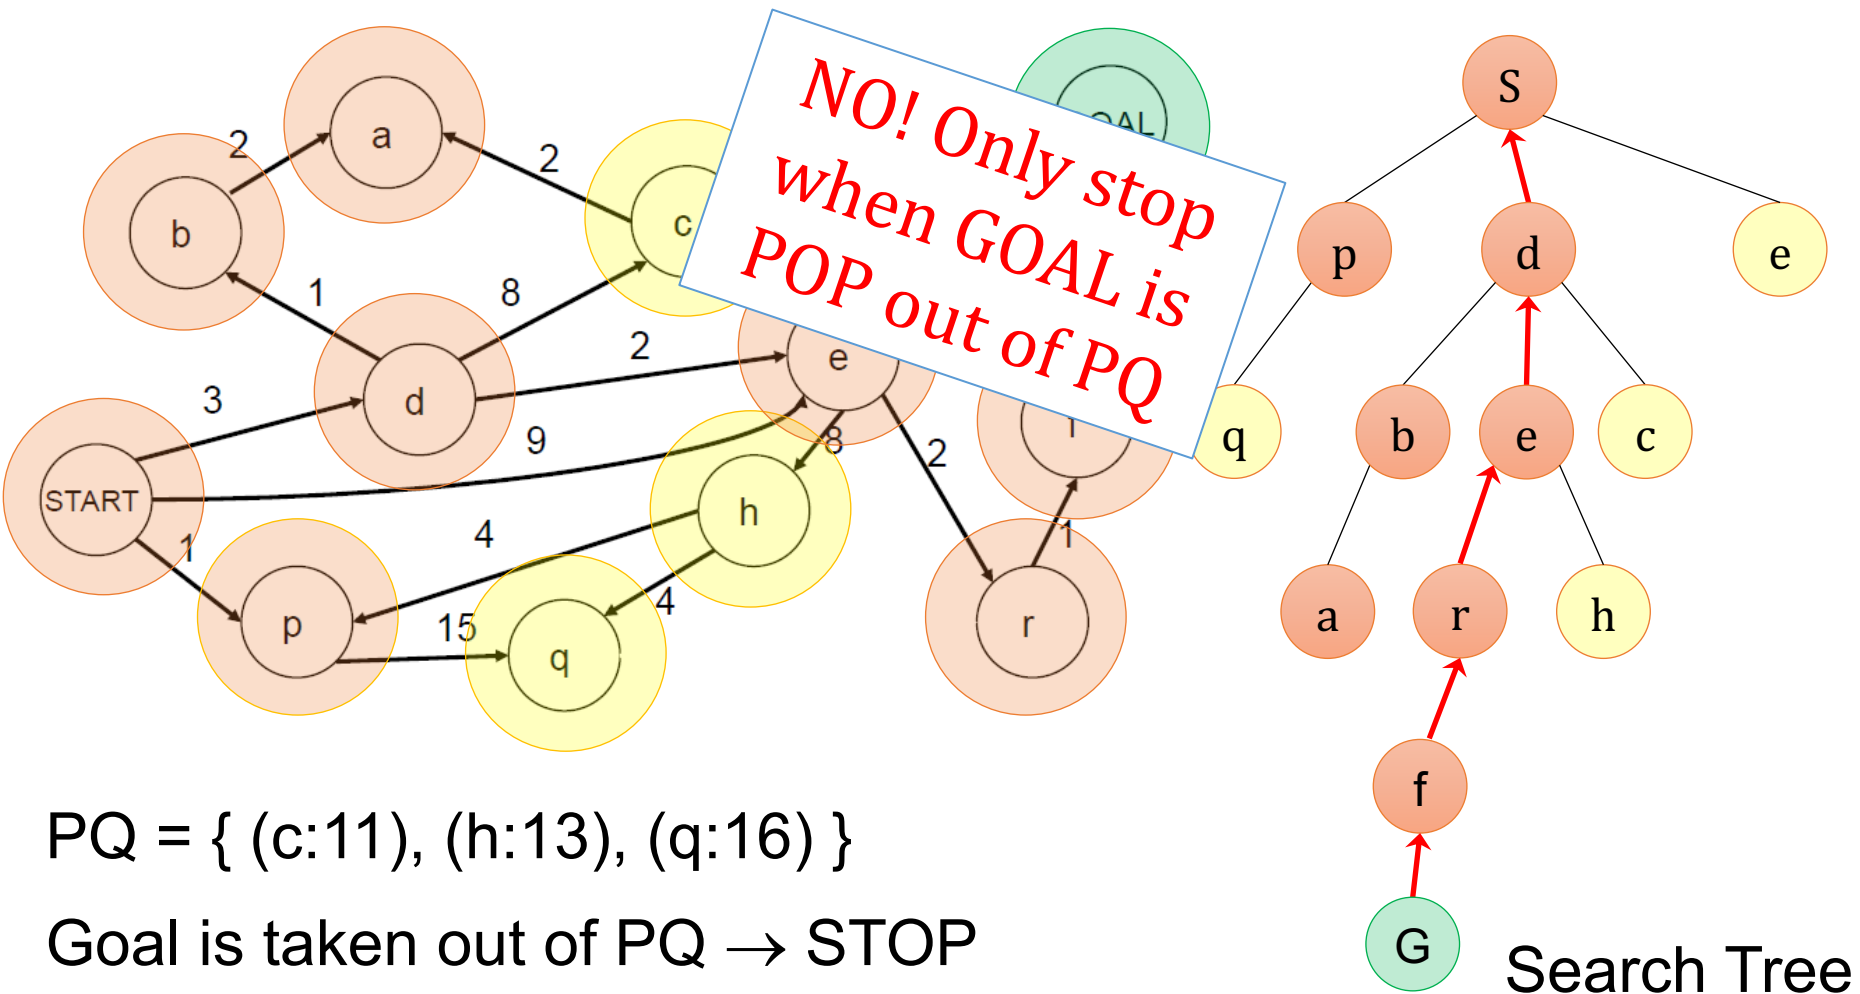 NO! Only stop
when GOAL is
POP out of PQ
a
b
c
d
e
h
START
p
q
r
2
2
1
8
2
3
9
8
2
1
4
4
15
1
S
p
d
e
q
b
e
c
a
r
h
f
G
PQ = { (c:11), (h:13), (q:16) }
Goal is taken out of PQ → STOP
Search Tree